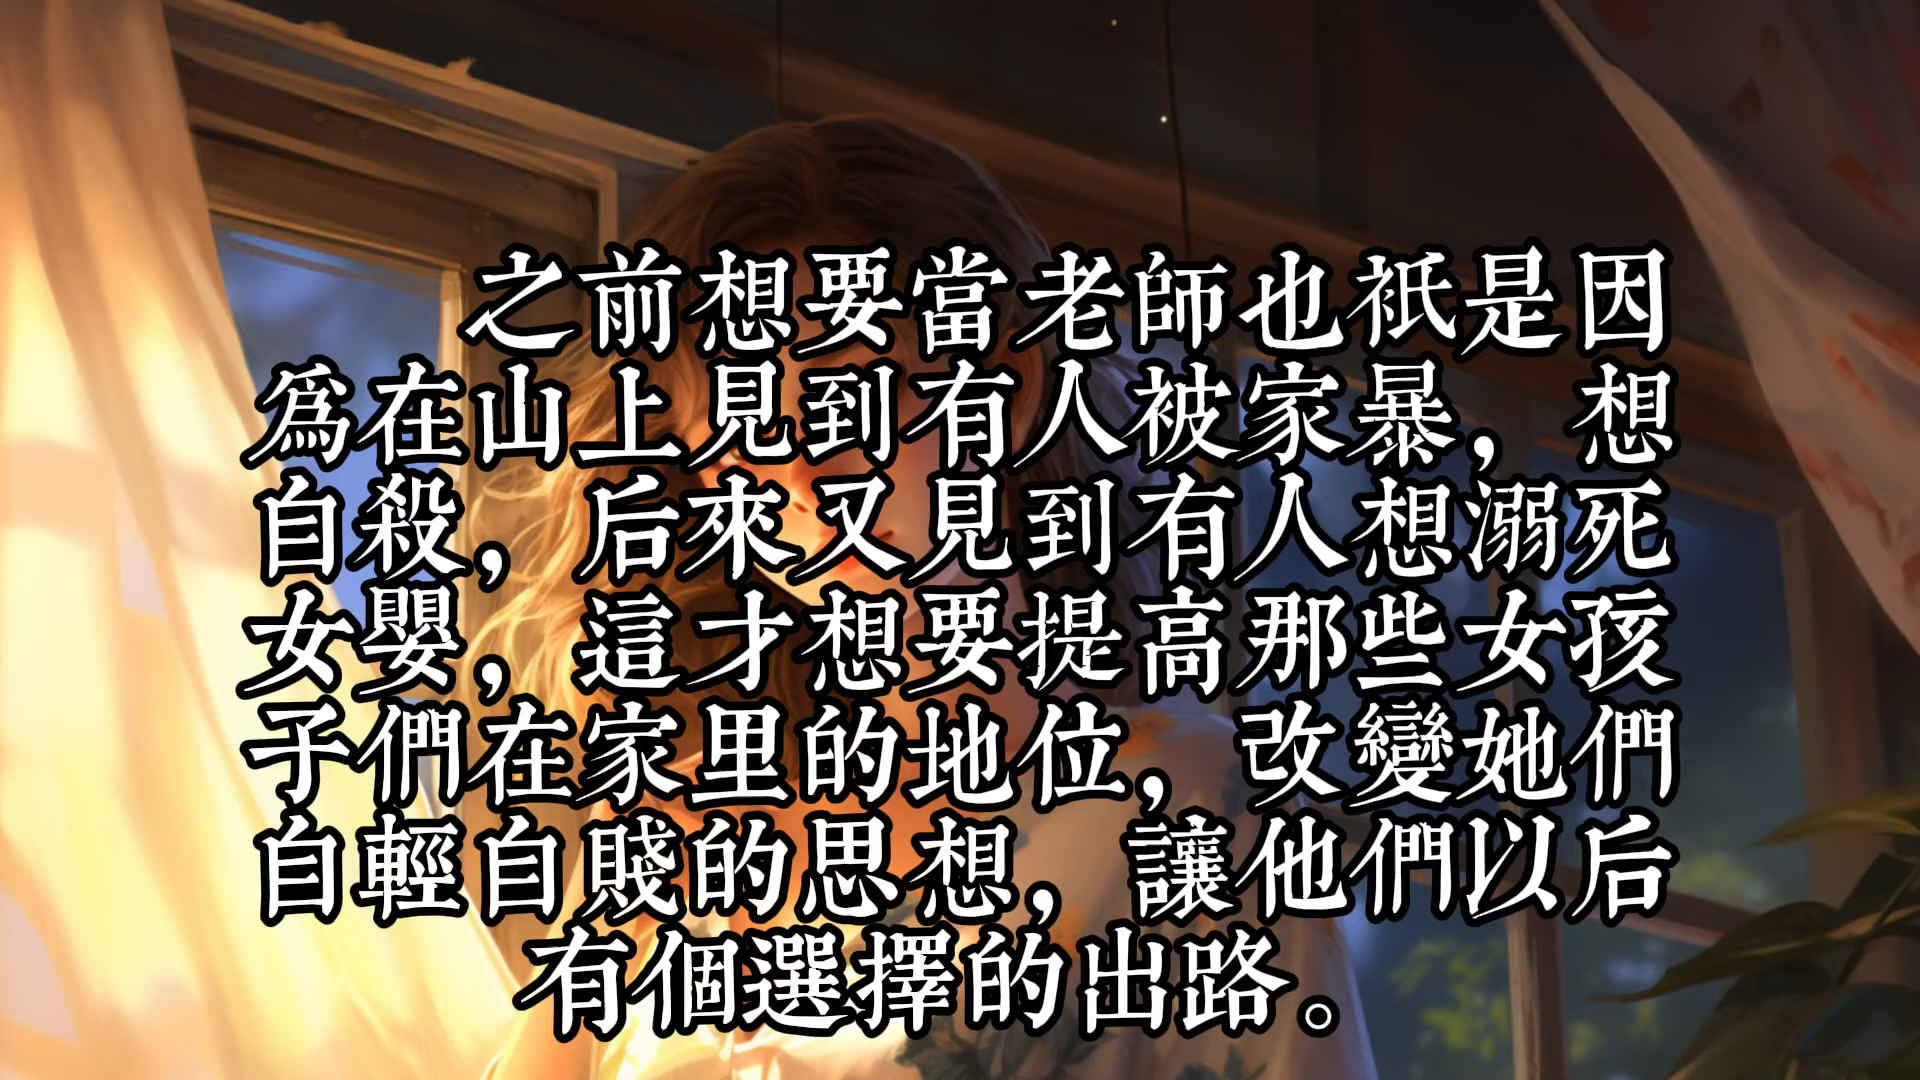 之前想要當老師也衹是因
爲在山上見到有人被家暴，想
自殺，后來又見到有人想溺死
女嬰，這才想要提高那些女孩
子們在家里的地位，改變她們
自輕自賤的思想，讓他們以后
有個選擇的出路。